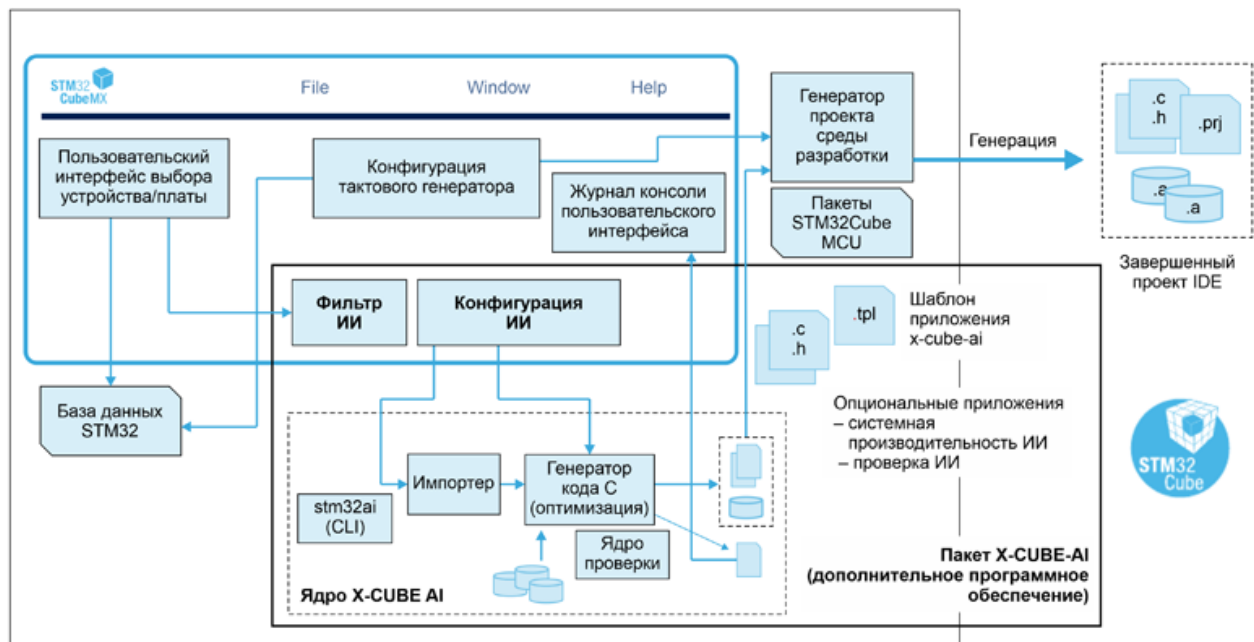 STM32
CubeMX
File
Window
Help
Пользовательский
интерфейс выбора
устройства/платы
Конфигурация
тактового генератора
Журнал консоли
пользовательского
интерфейса
Генератор
проекта
среды
разработки
Пакеты
STM32Cube
MCU
Генерация
.c
.h
.prj
.a
.a
Завершенный
проект IDE
Фильтр
ИИ
Конфигурация
ИИ
.c
.h
.tpl
Шаблон
приложения
x-cube-ai
База данных
STM32
Опциональные приложения
– системная
производительность ИИ
– проверка ИИ
STM32
Cube
stm32ai
(CLI)
Импортер
Генератор
кода C
(оптимизация)
Ядро
проверки
Ядро X-CUBE AI
Пакет X-CUBE-AI
(дополнительное программное
обеспечение)